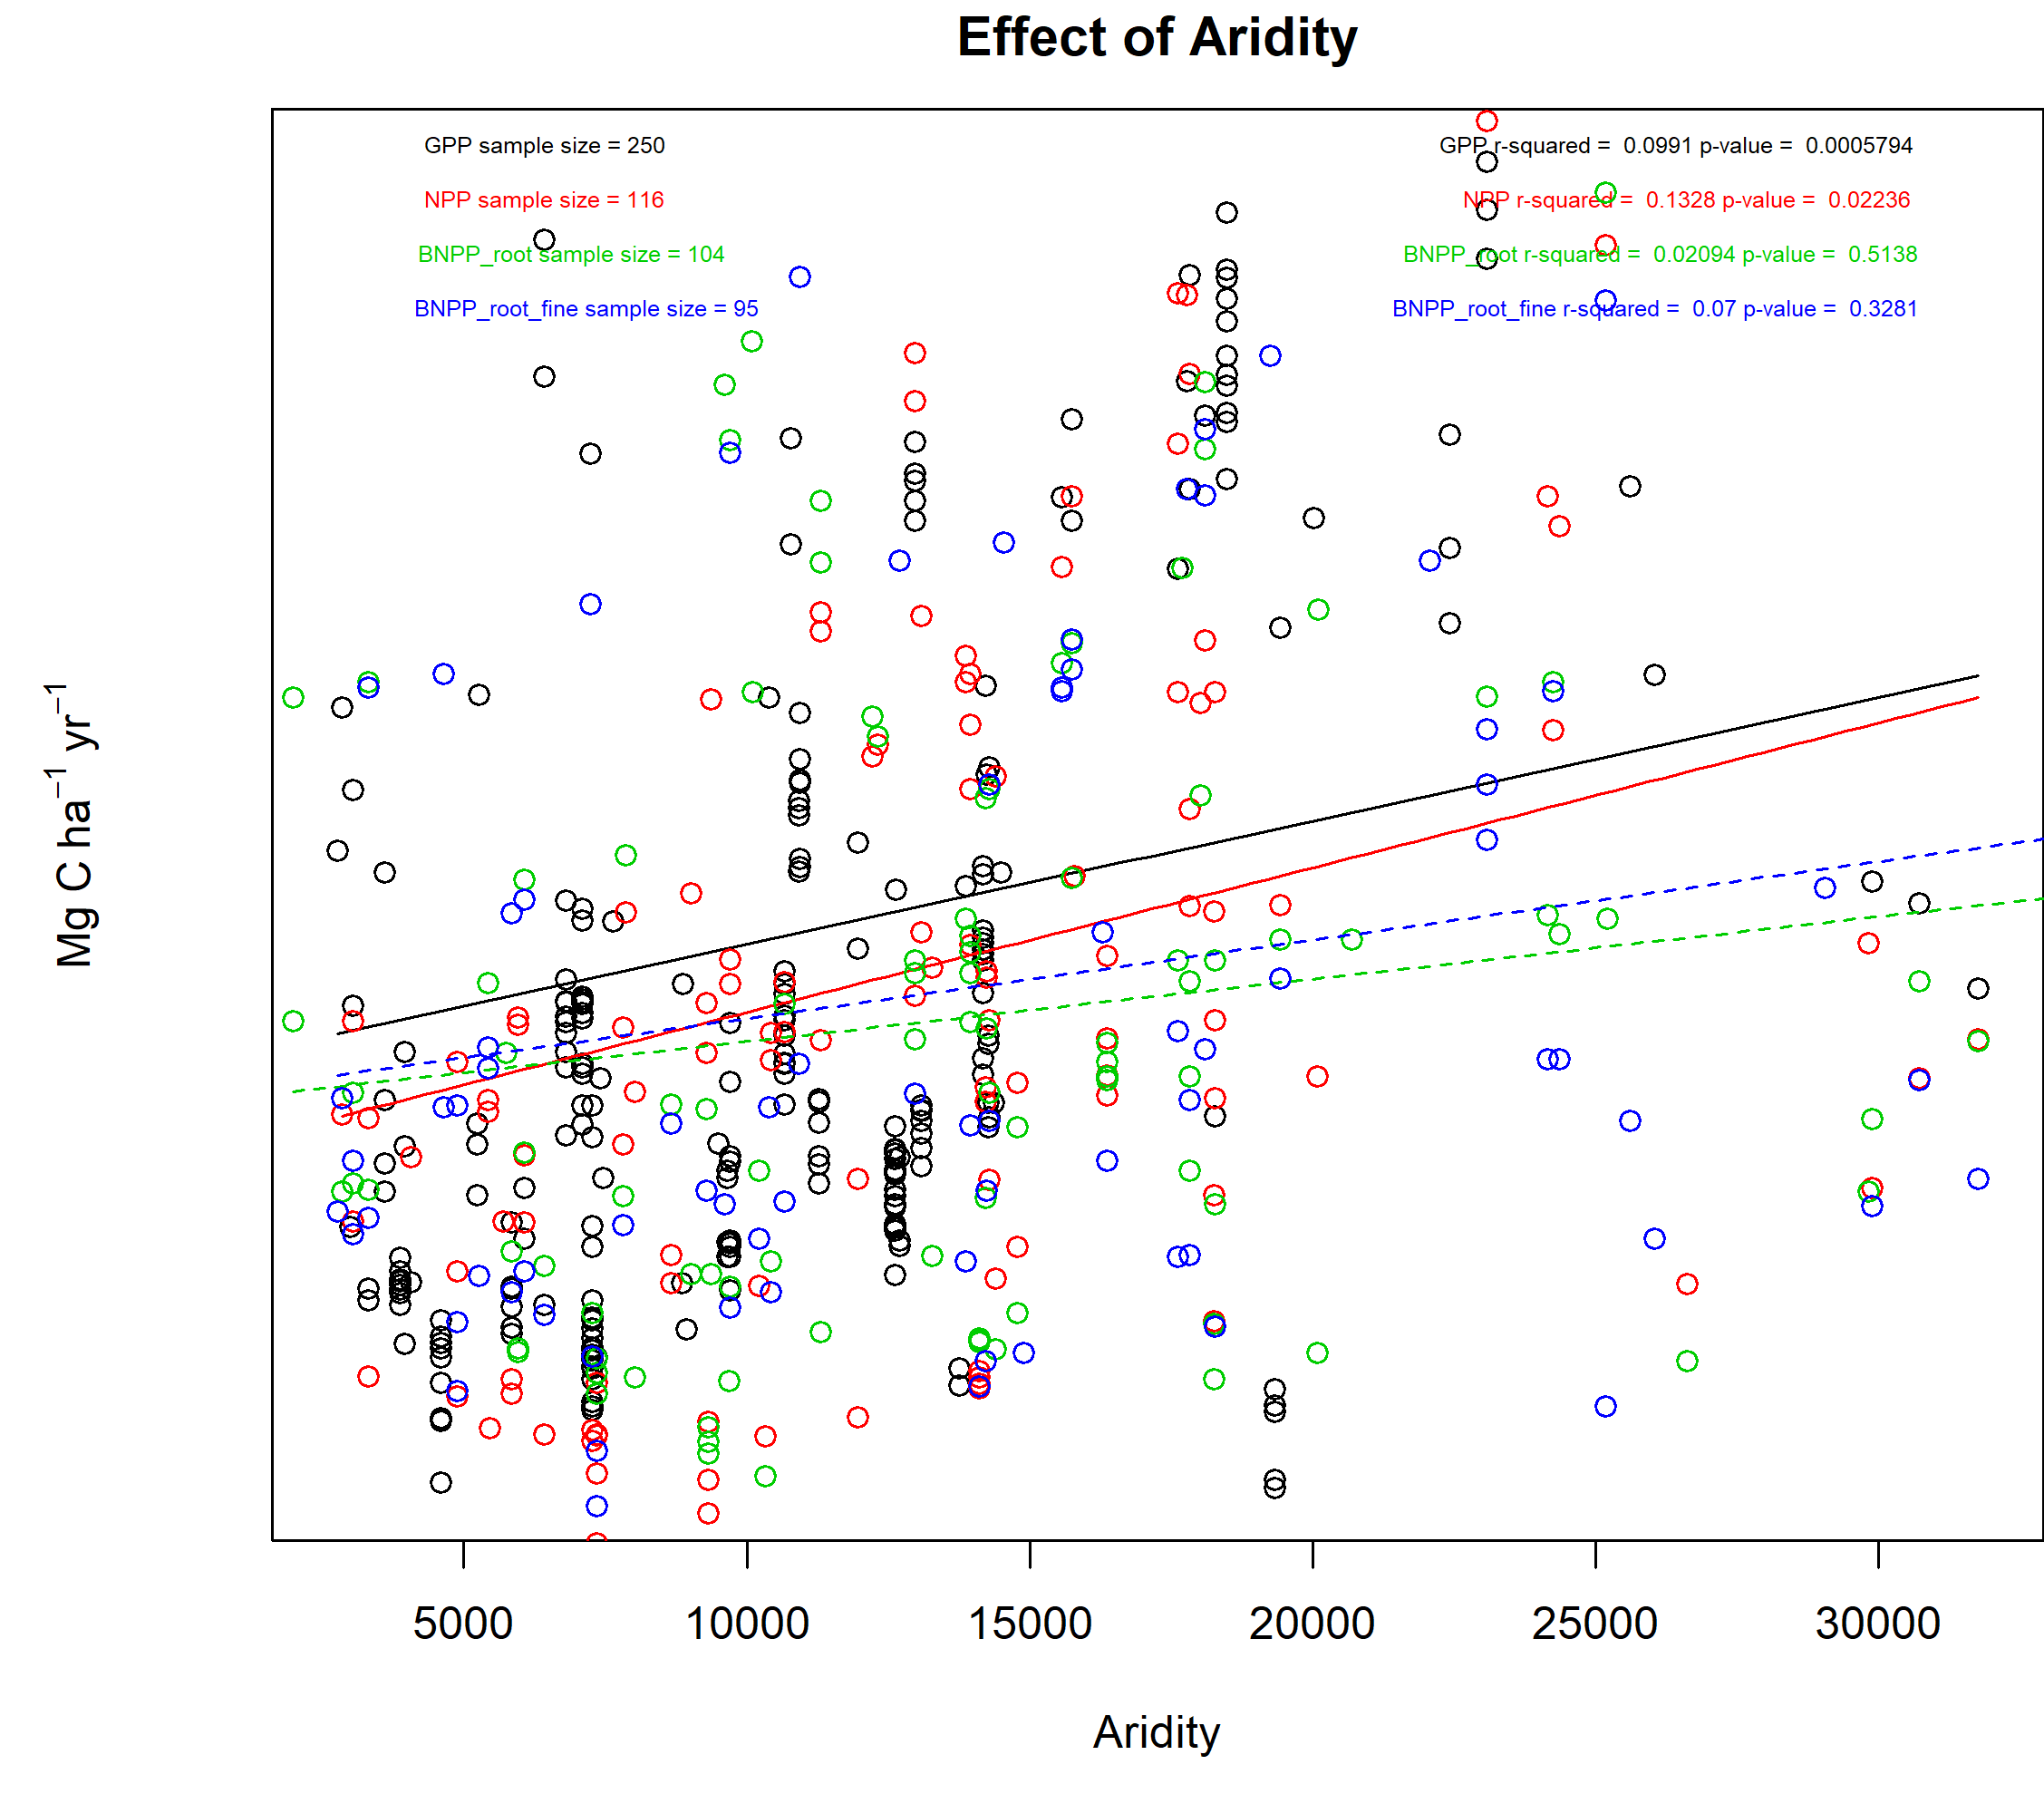 Effect of Aridity
GPP sample size = 250
NPP sample size = 116
BNPP_root sample size = 104
BNPP_root_fine sample size = 95
GPP r-squared = 0.0991 p-value = 0.0005794
NPP r-squared = 0.1328 p-value = 0.02236
BNPP_root r-squared = 0.02094 p-value = 0.5138
BNPP_root_fine r-squared = 0.07 p-value = 0.3281
Mg C ha⁻¹ yr⁻¹
5000 10000 15000 20000 25000 30000
Aridity